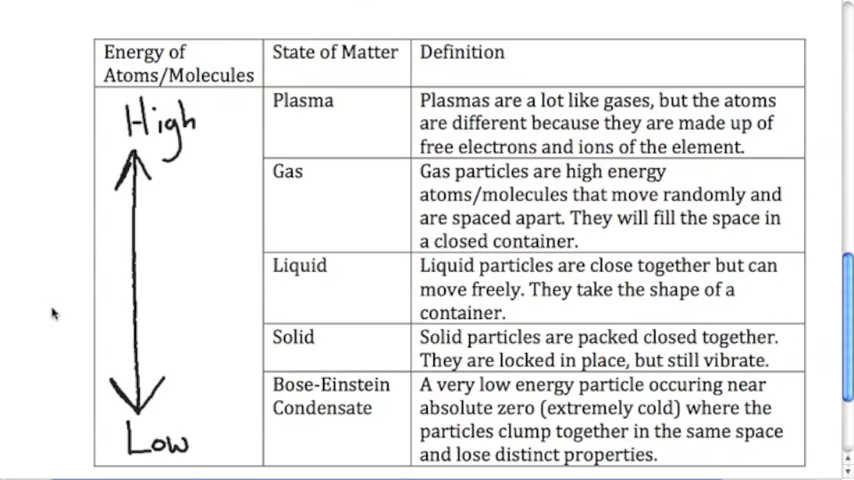 Energy of
Atoms/Molecules
State of Matter
Definition
High
Low
Plasma
Plasmas are a lot like gases, but the atoms
are different because they are made up of
free electrons and ions of the element.
Gas
Gas particles are high energy
atoms/molecules that move randomly and
are spaced apart. They will fill the space in
a closed container.
Liquid
Liquid particles are close together but can
move freely. They take the shape of a
container.
Solid
Solid particles are packed closed together.
They are locked in place, but still vibrate.
Bose-Einstein
Condensate
A very low energy particle occuring near
absolute zero (extremely cold) where the
particles clump together in the same space
and lose distinct properties.